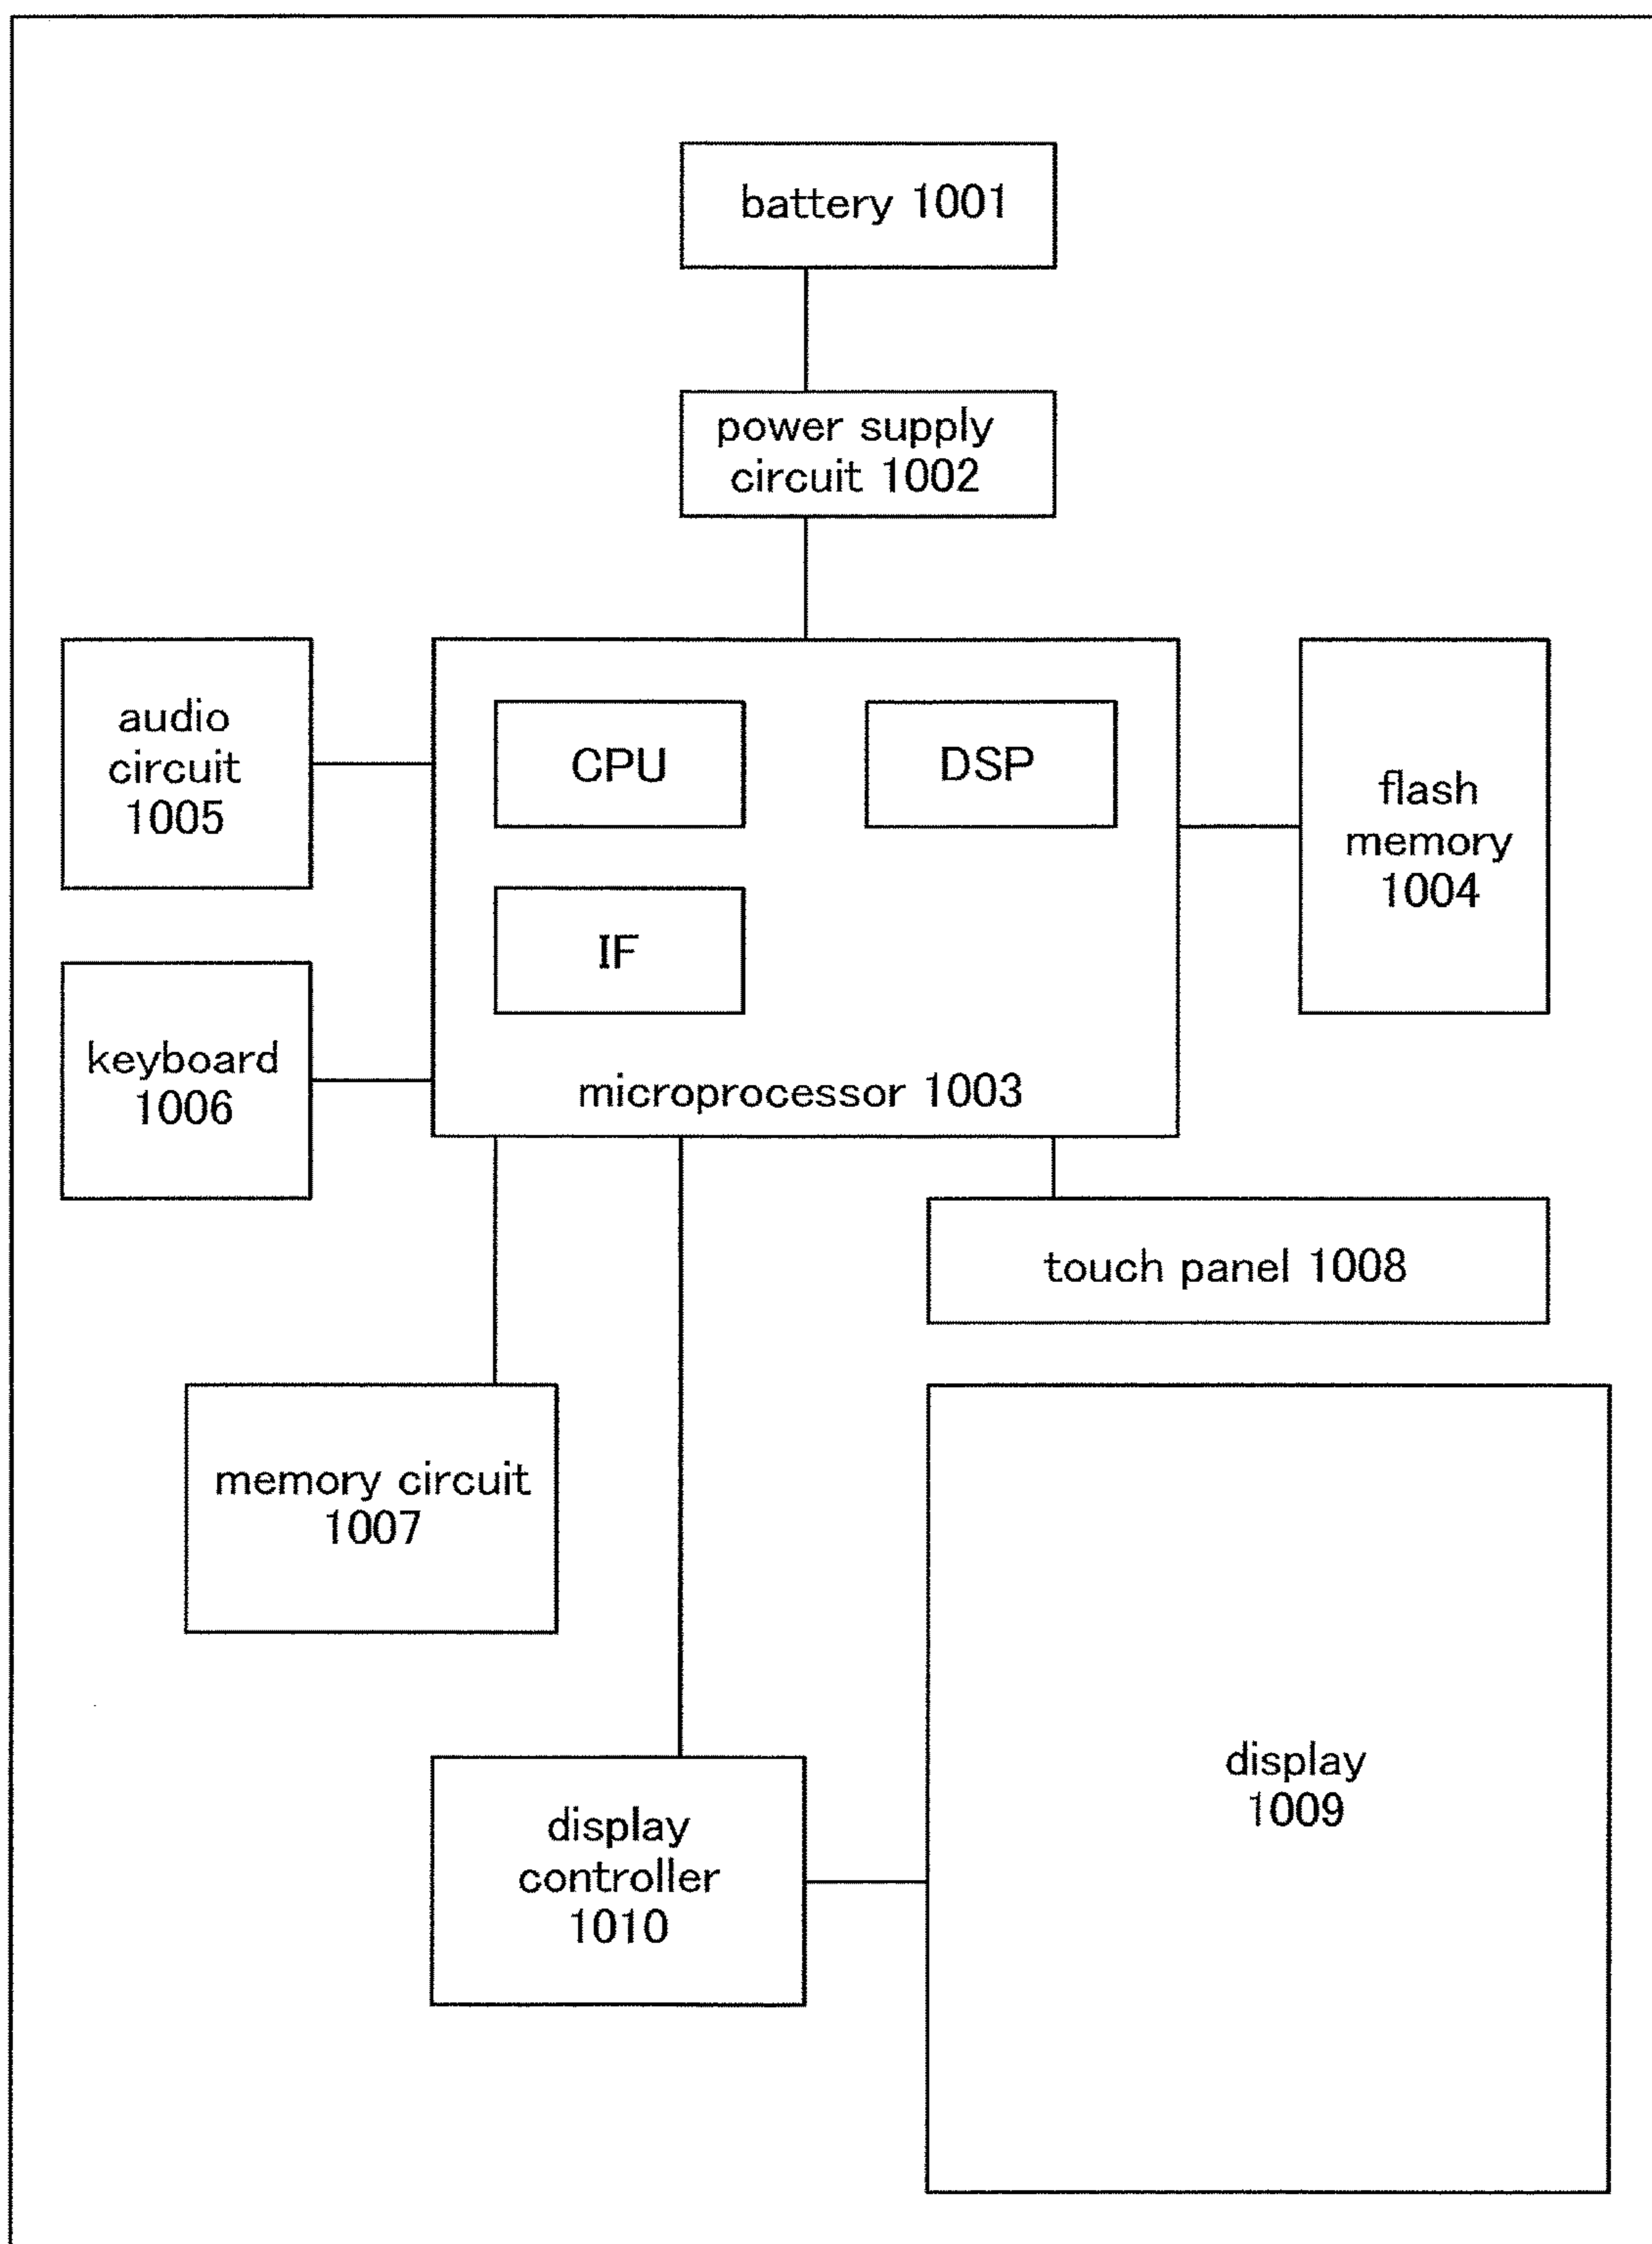 battery 1001
power supply
circuit 1002
audio
circuit
1005
CPU
DSP
flash
memory
1004
IF
keyboard
1006
microprocessor 1003
touch panel 1008
memory circuit
1007
display
1009
display
controller
1010